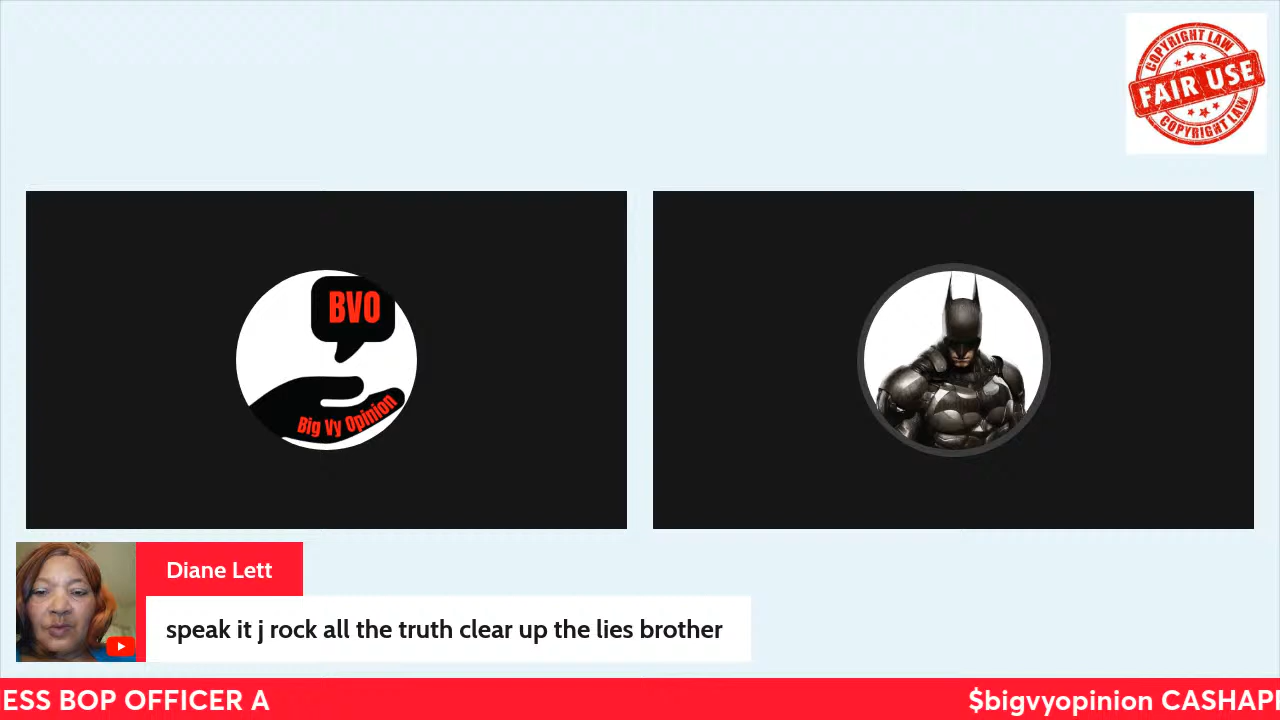 COPYRIGHT LAW
FAIR USE
COPYRIGHT LAW
BVO
Big Vy Opinion
Diane Lett
speak it j rock all the truth clear up the lies brother
ESS BOP OFFICER A
$bigvyopinion CASHAP